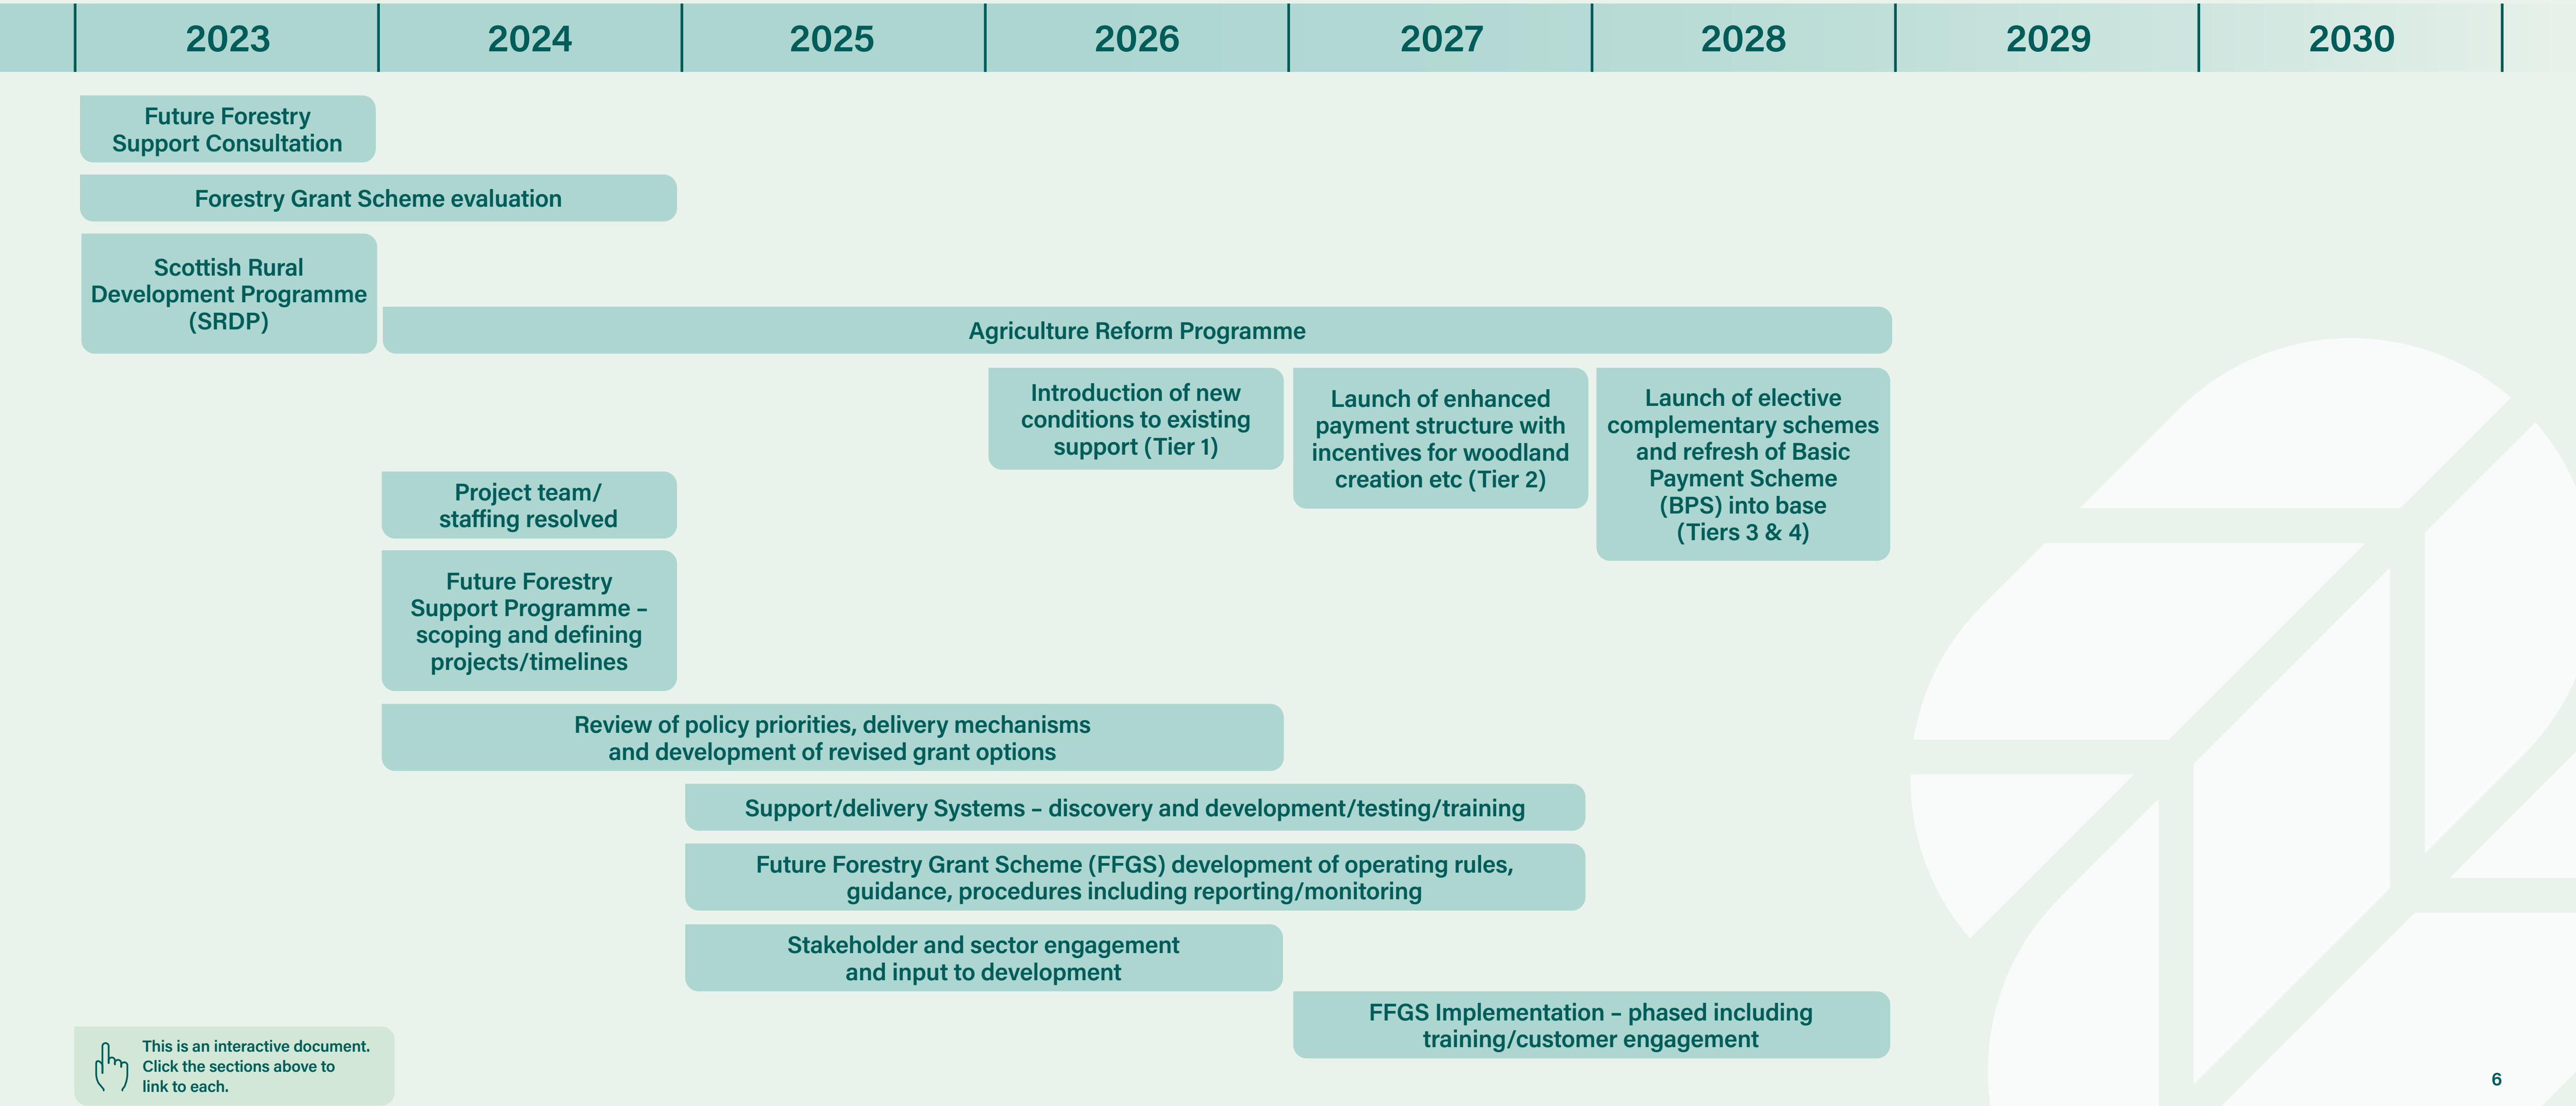 2023 2024 2025 2026 2027 2028 2029 2030
Future Forestry
Support Consultation
Forestry Grant Scheme evaluation
Scottish Rural
Development Programme
(SRDP)
Agriculture Reform Programme
Introduction of new
conditions to existing
support (Tier 1)
Launch of enhanced
payment structure with
incentives for woodland
creation etc (Tier 2)
Launch of elective
complementary schemes
and refresh of Basic
Payment Scheme
(BPS) into base
(Tiers 3 & 4)
Project team/
staffing resolved
Future Forestry
Support Programme –
scoping and defining
projects/timelines
Review of policy priorities, delivery mechanisms
and development of revised grant options
Support/delivery Systems – discovery and development/testing/training
Future Forestry Grant Scheme (FFGS) development of operating rules,
guidance, procedures including reporting/monitoring
Stakeholder and sector engagement
and input to development
FFGS Implementation – phased including
training/customer engagement
This is an interactive document.
Click the sections above to
link to each.
6